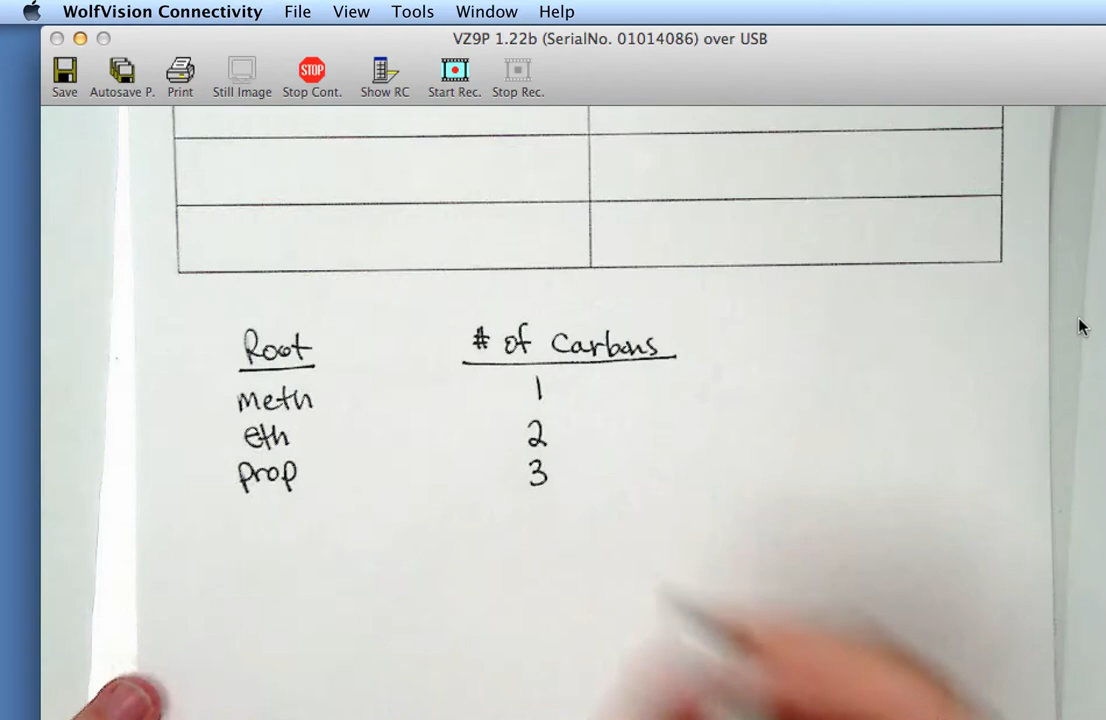 WolfVision Connectivity File View Tools Window Help
VZ9P 1.22b (SerialNo. 01014086) over USB
Save Autosave P. Print Still Image STOP Stop Cont. Show RC Start Rec. Stop Rec.
Root # of Carbons
meth 1
eth 2
prop 3